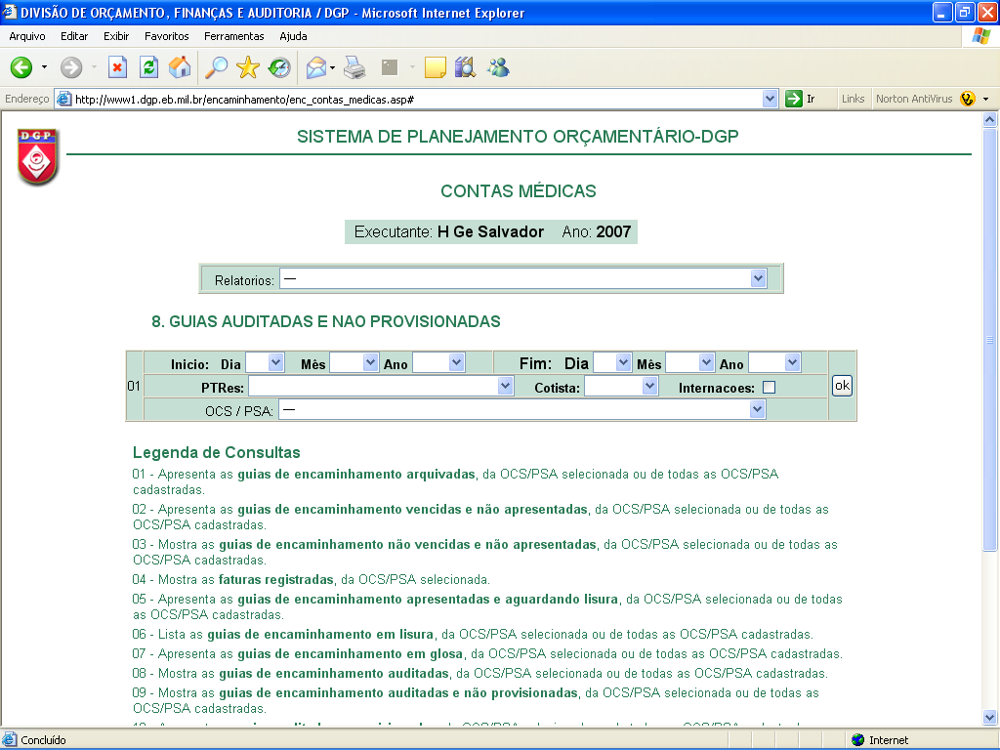 DIVISÃO DE ORÇAMENTO, FINANÇAS E AUDITORIA / DGP - Microsoft Internet Explorer
Arquivo Editar Exibir Favoritos Ferramentas Ajuda
Endereço http://www1.dgp.eb.mil.br/encaminhamento/enc_contas_medicas.asp# Ir Links Norton AntiVirus
DGP
SISTEMA DE PLANEJAMENTO ORÇAMENTÁRIO-DGP
CONTAS MÉDICAS
Executante: H Ge Salvador Ano: 2007
Relatorios: —
8. GUIAS AUDITADAS E NAO PROVISIONADAS
Inicio: Dia Mês Ano Fim: Dia Mês Ano
01 PTRes: Cotista: Internacoes: ok
OCS / PSA: —
Legenda de Consultas
01 - Apresenta as guias de encaminhamento arquivadas, da OCS/PSA selecionada ou de todas as OCS/PSA
cadastradas.
02 - Apresenta as guias de encaminhamento vencidas e não apresentadas, da OCS/PSA selecionada ou de todas as
OCS/PSA cadastradas.
03 - Mostra as guias de encaminhamento não vencidas e não apresentadas, da OCS/PSA selecionada ou de todas as
OCS/PSA cadastradas.
04 - Mostra as faturas registradas, da OCS/PSA selecionada.
05 - Apresenta as guias de encaminhamento apresentadas e aguardando lisura, da OCS/PSA selecionada ou de todas
as OCS/PSA cadastradas.
06 - Lista as guias de encaminhamento em lisura, da OCS/PSA selecionada ou de todas as OCS/PSA cadastradas.
07 - Apresenta as guias de encaminhamento em glosa, da OCS/PSA selecionada ou de todas as OCS/PSA cadastradas.
08 - Mostra as guias de encaminhamento auditadas, da OCS/PSA selecionada ou de todas as OCS/PSA cadastradas.
09 - Mostra as guias de encaminhamento auditadas e não provisionadas, da OCS/PSA selecionada ou de todas as
OCS/PSA cadastradas.
Concluído Internet